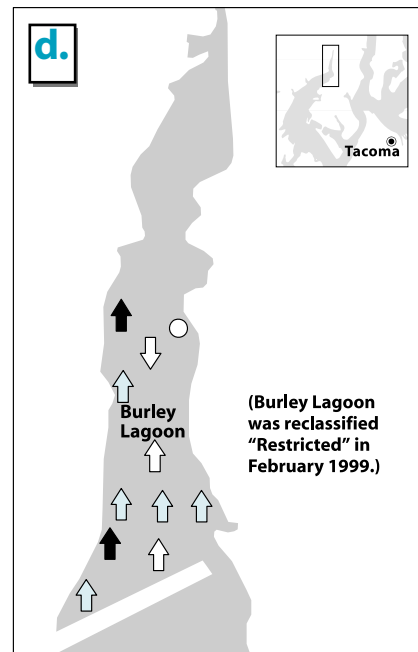 d.
Tacoma
Burley
Lagoon
(Burley Lagoon
was reclassified
“Restricted” in
February 1999.)